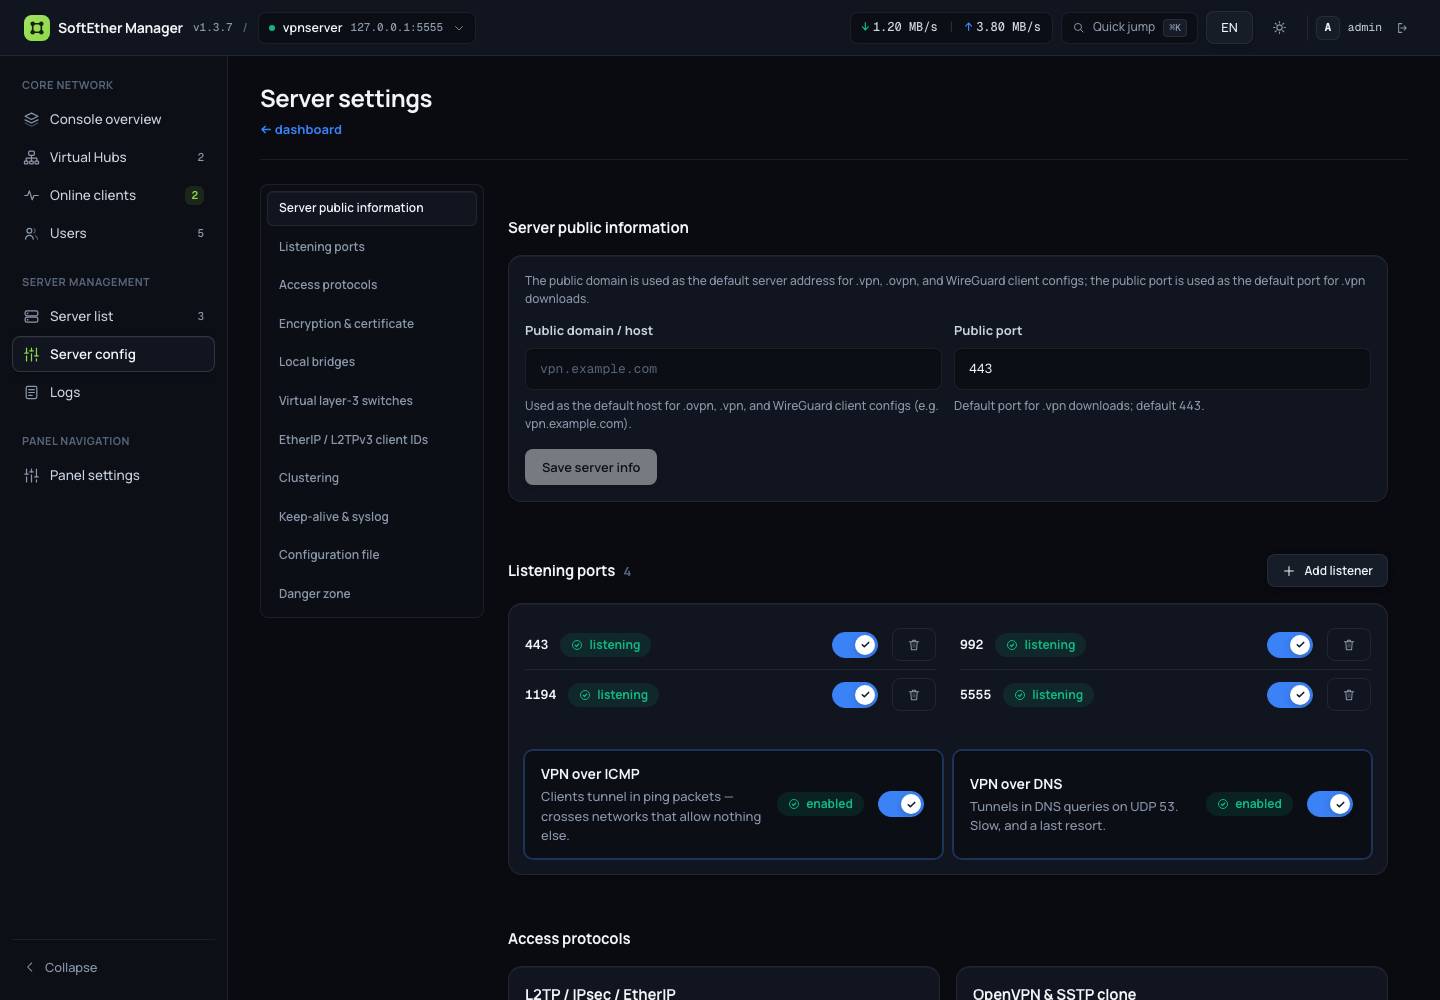 SoftEther Manager v1.3.7 / vpnserver 127.0.0.1:5555
1.20 MB/s 3.80 MB/s Quick jump ⌘K EN A admin
CORE NETWORK
Console overview
Virtual Hubs 2
Online clients 2
Users 5
SERVER MANAGEMENT
Server list 3
Server config
Logs
PANEL NAVIGATION
Panel settings
Collapse
Server settings
← dashboard
Server public information
Listening ports
Access protocols
Encryption & certificate
Local bridges
Virtual layer-3 switches
EtherIP / L2TPv3 client IDs
Clustering
Keep-alive & syslog
Configuration file
Danger zone
Server public information
The public domain is used as the default server address for .vpn, .ovpn, and WireGuard client configs; the public port is used as the default port for .vpn
downloads.
Public domain / host
vpn.example.com
Used as the default host for .ovpn, .vpn, and WireGuard client configs (e.g.
vpn.example.com).
Public port
443
Default port for .vpn downloads; default 443.
Save server info
Listening ports 4
Add listener
443 listening
992 listening
1194 listening
5555 listening
VPN over ICMP
Clients tunnel in ping packets —
crosses networks that allow nothing
else.
enabled
VPN over DNS
Tunnels in DNS queries on UDP 53.
Slow, and a last resort.
enabled
Access protocols
L2TP / IPsec / EtherIP
OpenVPN & SSTP clone